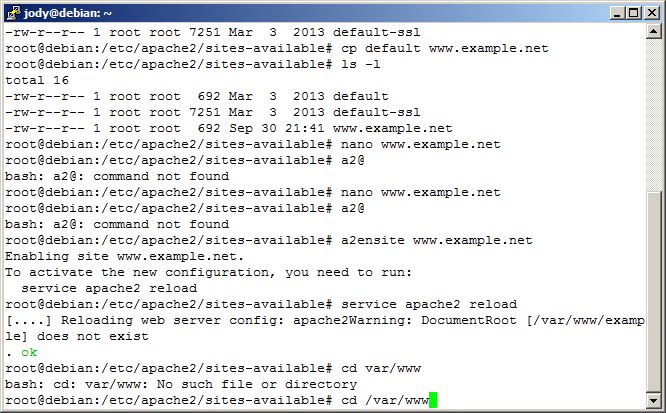 jody@debian: ~
-rw-r--r-- 1 root root 7251 Mar  3  2013 default-ssl
root@debian:/etc/apache2/sites-available# cp default www.example.net
root@debian:/etc/apache2/sites-available# ls -l
total 16
-rw-r--r-- 1 root root  692 Mar  3  2013 default
-rw-r--r-- 1 root root 7251 Mar  3  2013 default-ssl
-rw-r--r-- 1 root root  692 Sep 30 21:41 www.example.net
root@debian:/etc/apache2/sites-available# nano www.example.net
root@debian:/etc/apache2/sites-available# a2@
bash: a2@: command not found
root@debian:/etc/apache2/sites-available# nano www.example.net
root@debian:/etc/apache2/sites-available# a2@
bash: a2@: command not found
root@debian:/etc/apache2/sites-available# a2ensite www.example.net
Enabling site www.example.net.
To activate the new configuration, you need to run:
  service apache2 reload
root@debian:/etc/apache2/sites-available# service apache2 reload
[....] Reloading web server config: apache2Warning: DocumentRoot [/var/www/examp
le] does not exist
. ok
root@debian:/etc/apache2/sites-available# cd var/www
bash: cd: var/www: No such file or directory
root@debian:/etc/apache2/sites-available# cd /var/www